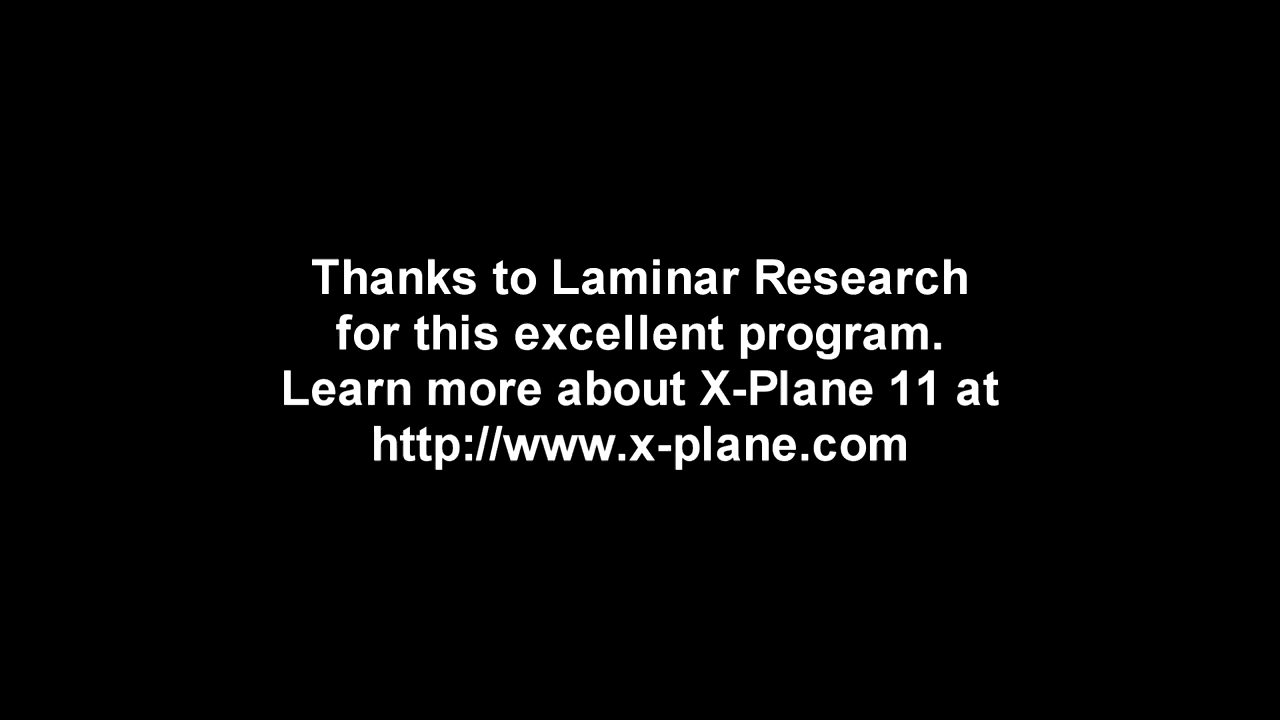 Thanks to Laminar Research
for this excellent program.
Learn more about X-Plane 11 at
http://www.x-plane.com